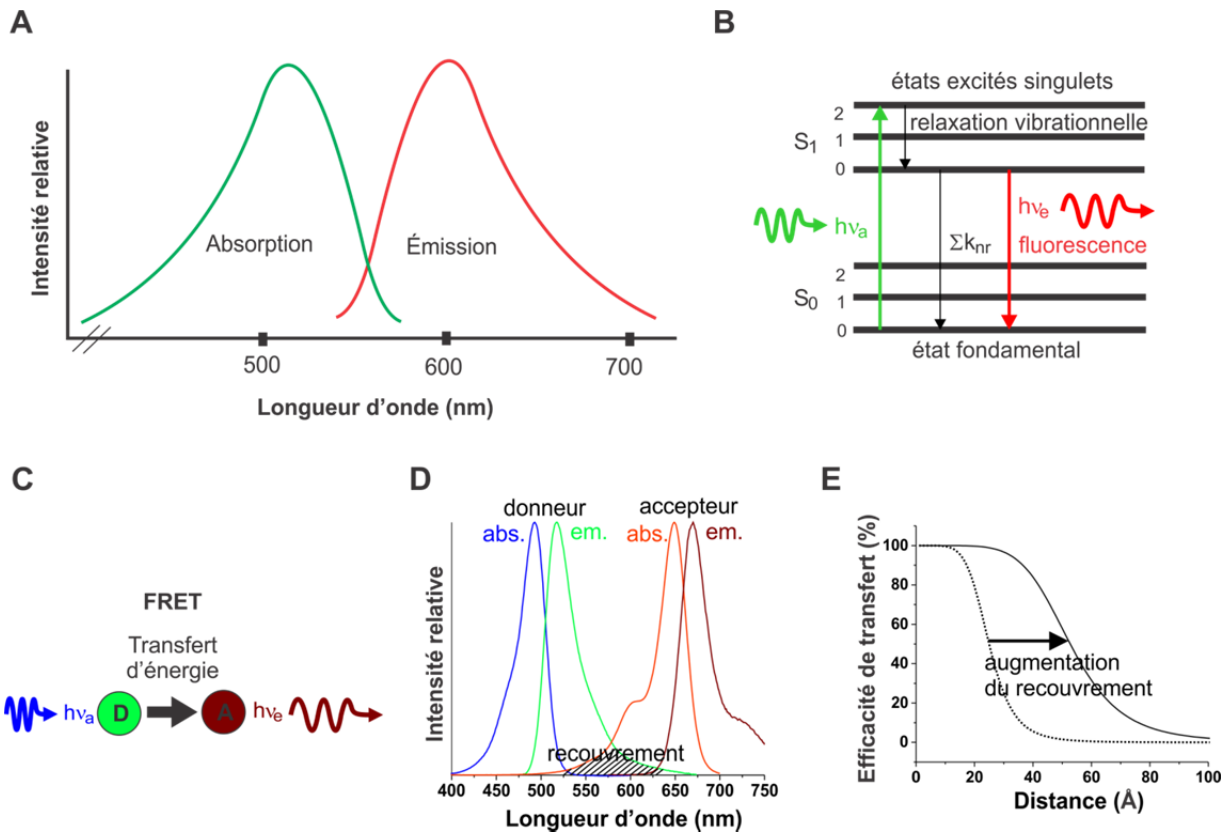 A
Intensité relative
Absorption
Émission
500
600
700
Longueur d’onde (nm)
B
états excités singulets
2
relaxation vibrationnelle
S1
1
0
hνa
hνe
Σknr
fluorescence
2
S0
1
0
état fondamental
C
FRET
Transfert
d’énergie
hνa
D
A
hνe
D
donneur
accepteur
abs.
em.
abs.
em.
Intensité relative
recouvrement
400
450
500
550
600
650
700
750
Longueur d’onde (nm)
E
Efficacité de transfert (%)
100
80
60
40
20
0
augmentation
du recouvrement
0
20
40
60
80
100
Distance (Å)